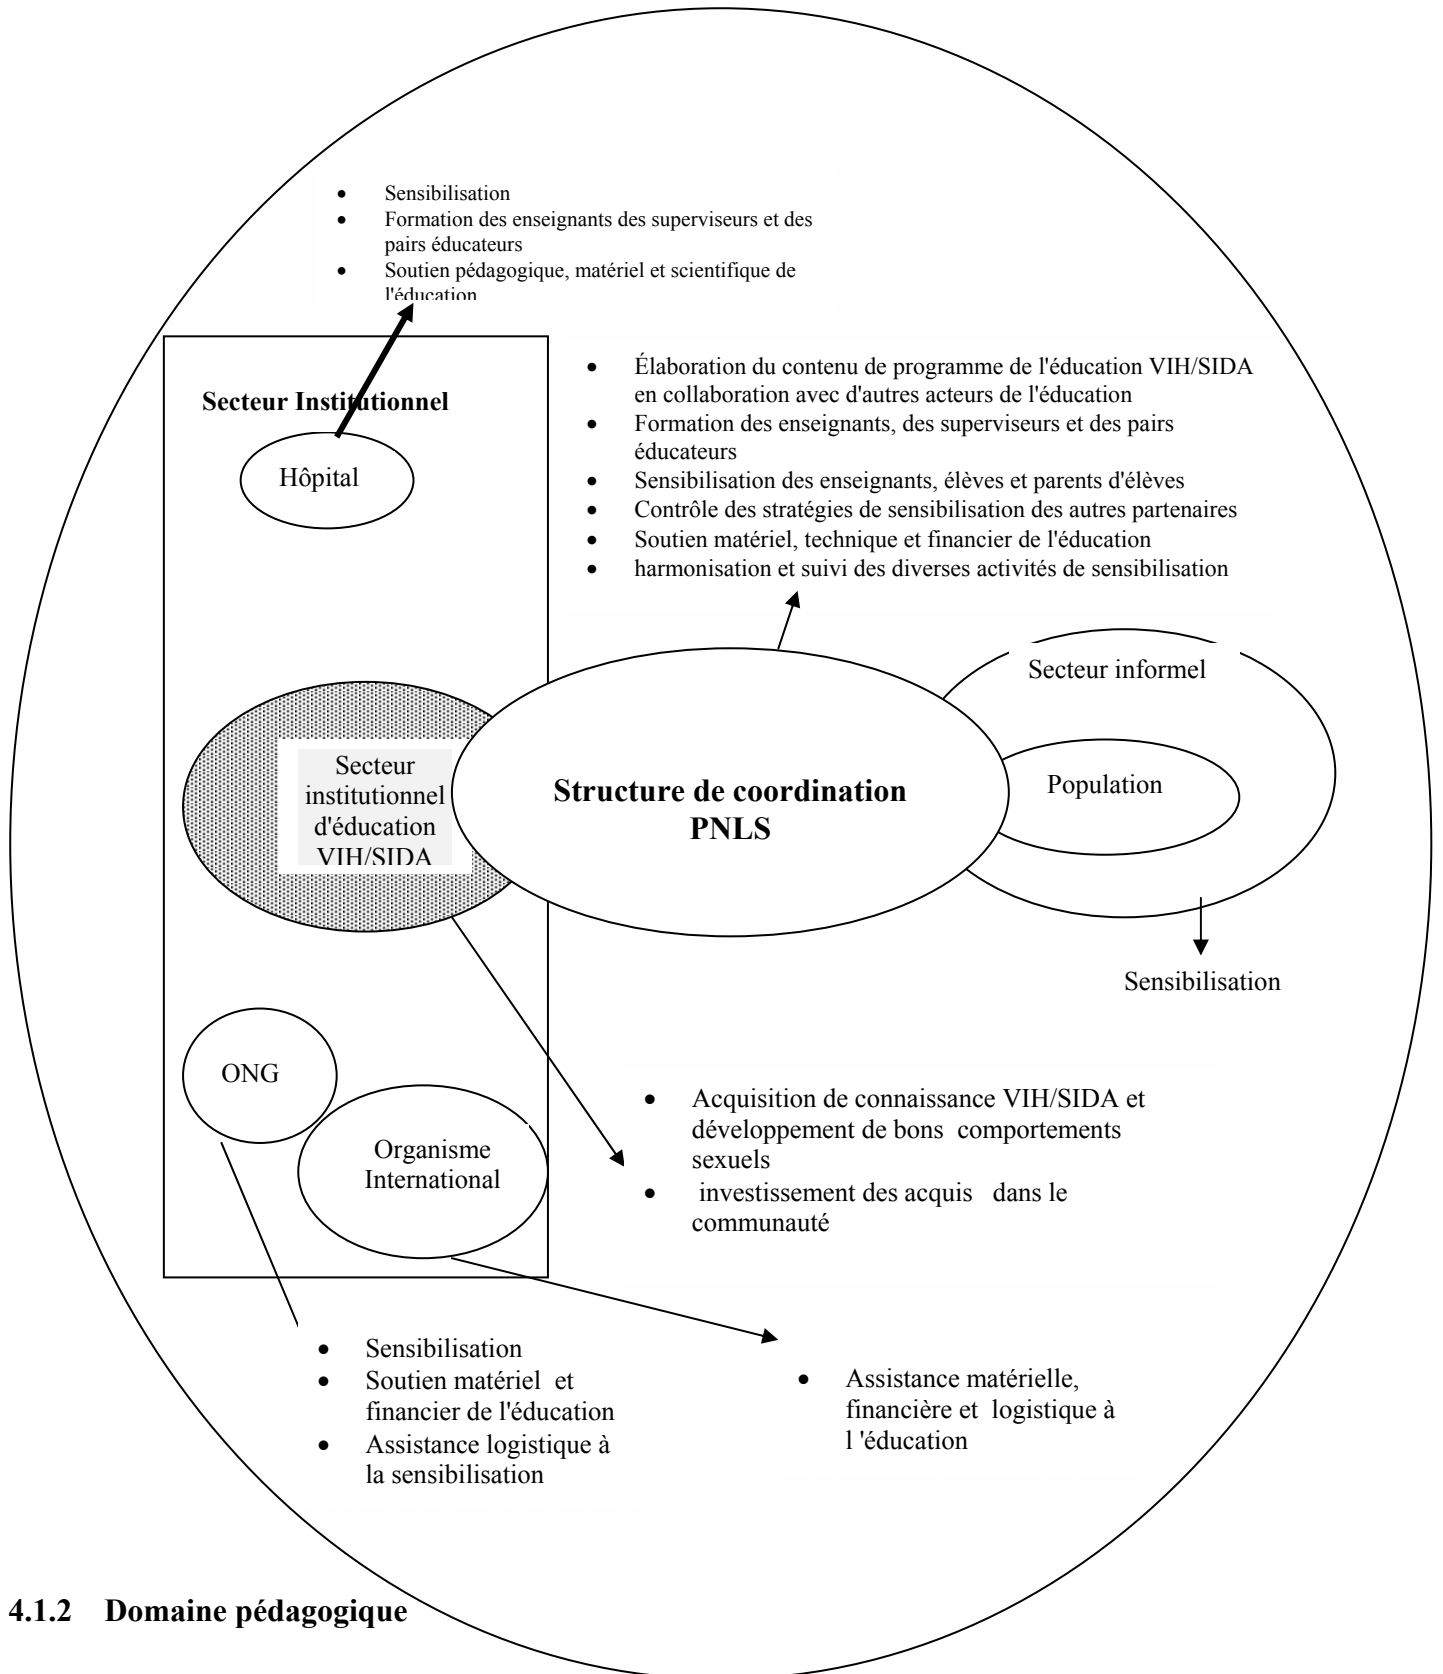 • Sensibilisation
• Formation des enseignants des superviseurs et des
pairs éducateurs
• Soutien pédagogique, matériel et scientifique de
l'éducation
Secteur Institutionnel
Hôpital
• Élaboration du contenu de programme de l'éducation VIH/SIDA
en collaboration avec d'autres acteurs de l'éducation
• Formation des enseignants, des superviseurs et des pairs
éducateurs
• Sensibilisation des enseignants, élèves et parents d'élèves
• Contrôle des stratégies de sensibilisation des autres partenaires
• Soutien matériel, technique et financier de l'éducation
• harmonisation et suivi des diverses activités de sensibilisation
Secteur
institutionnel
d'éducation
VIH/SIDA
Structure de coordination
PNLS
Secteur informel
Population
Sensibilisation
ONG
Organisme
International
• Acquisition de connaissance VIH/SIDA et
développement de bons comportements
sexuels
• investissement des acquis dans le
communauté
• Sensibilisation
• Soutien matériel et
financier de l'éducation
• Assistance logistique à
la sensibilisation
• Assistance matérielle,
financière et logistique à
l 'éducation
4.1.2 Domaine pédagogique